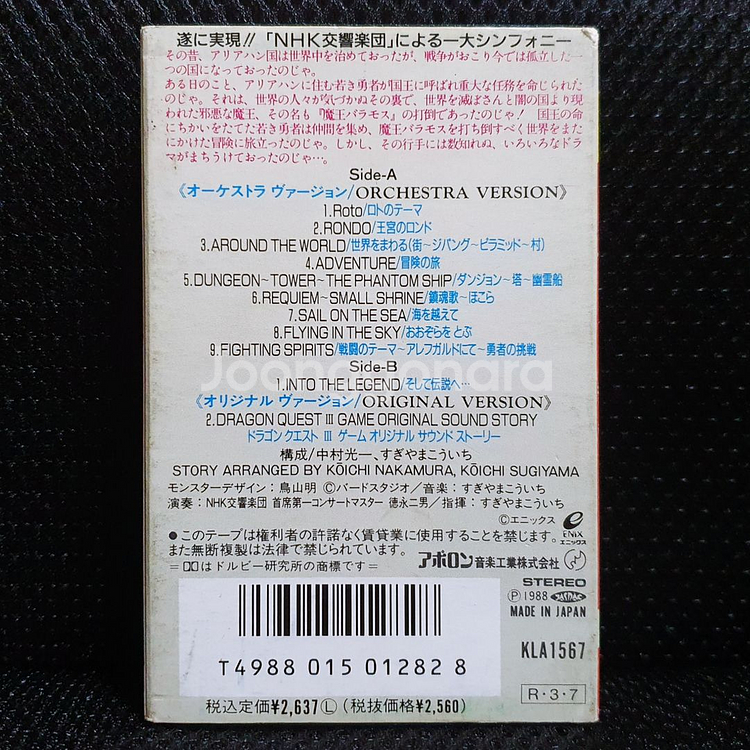 遂に実現!!「NHK交響楽団」による一大シンフォニー
その昔、アリアハン国は世界中を治めておったが、戦争がおこり今では孤立した一
つの国になっておったのじゃ。
ある日のこと、アリアハンに住む若き勇者が国王に呼ばれ重大な任務を命じられた
のじゃ。それは、世界の人々が気づかぬその裏で、世界を滅ぼさんと闇の国より現
われた邪悪な魔王、その名も『魔王バラモス』の打倒であったのじゃ! 国王の命
にちかいをたてた若き勇者は仲間を集め、魔王バラモスを打ち倒すべく世界をまた
にかけた冒険に旅立ったのじゃ。しかし、その行手には数知れぬ、いろいろなドラ
マがまちうけておったのじゃ…。
Side-A
《オーケストラ ヴァージョン/ORCHESTRA VERSION》
1.Roto/ロトのテーマ
2.RONDO/王宮のロンド
3.AROUND THE WORLD/世界をまわる(街~ジパング~ピラミッド~村)
4.ADVENTURE/冒険の旅
5.DUNGEON~TOWER~THE PHANTOM SHIP/ダンジョン~塔~幽霊船
6.REQUIEM~SMALL SHRINE/鎮魂歌~ほこら
7.SAIL ON THE SEA/海を越えて
8.FLYING IN THE SKY/おおぞらを とぶ
9.FIGHTING SPIRITS/戦闘のテーマ~アレフガルドにて~勇者の挑戦
Side-B
1.INTO THE LEGEND/そして伝説へ…
《オリジナル ヴァージョン/ORIGINAL VERSION》
2.DRAGON QUEST III GAME ORIGINAL SOUND STORY
ドラゴン クエスト III ゲーム オリジナル サウンド ストーリー
構成/中村光一、すぎやまこういち
STORY ARRANGED BY KŌICHI NAKAMURA, KŌICHI SUGIYAMA
モンスターデザイン:鳥山明 Ⓒバードスタジオ/音楽:すぎやまこういち
演奏:NHK交響楽団 首席第一コンサートマスター 徳永二男/指揮:すぎやまこういち
Ⓒエニックス
ENIX
エニックス
●このテープは権利者の許諾なく賃貸業に使用することを禁じます。
また無断複製は法律で禁じられています。
=DDはドルビー研究所の商標です=
アポロン音楽工業株式会社
STEREO
Ⓟ1988 JASRAC
MADE IN JAPAN
KLA1567
T4988 015 01282 8
R・3・7
税込定価¥2,637Ⓛ(税抜価格¥2,560)